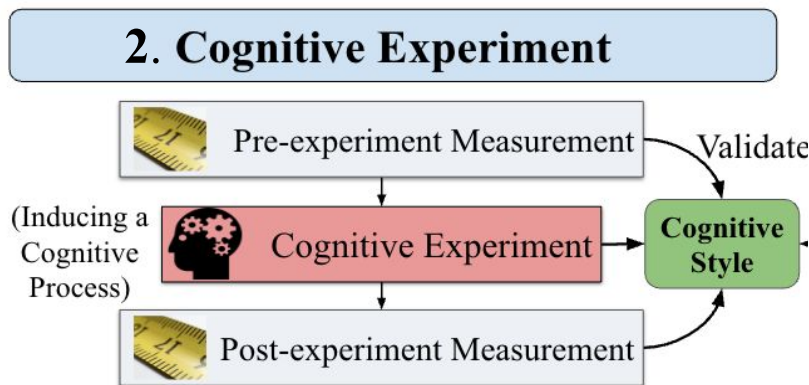 2. Cognitive Experiment
Pre-experiment Measurement
Validate
(Inducing a
Cognitive
Process)
Cognitive Experiment
Cognitive
Style
Post-experiment Measurement